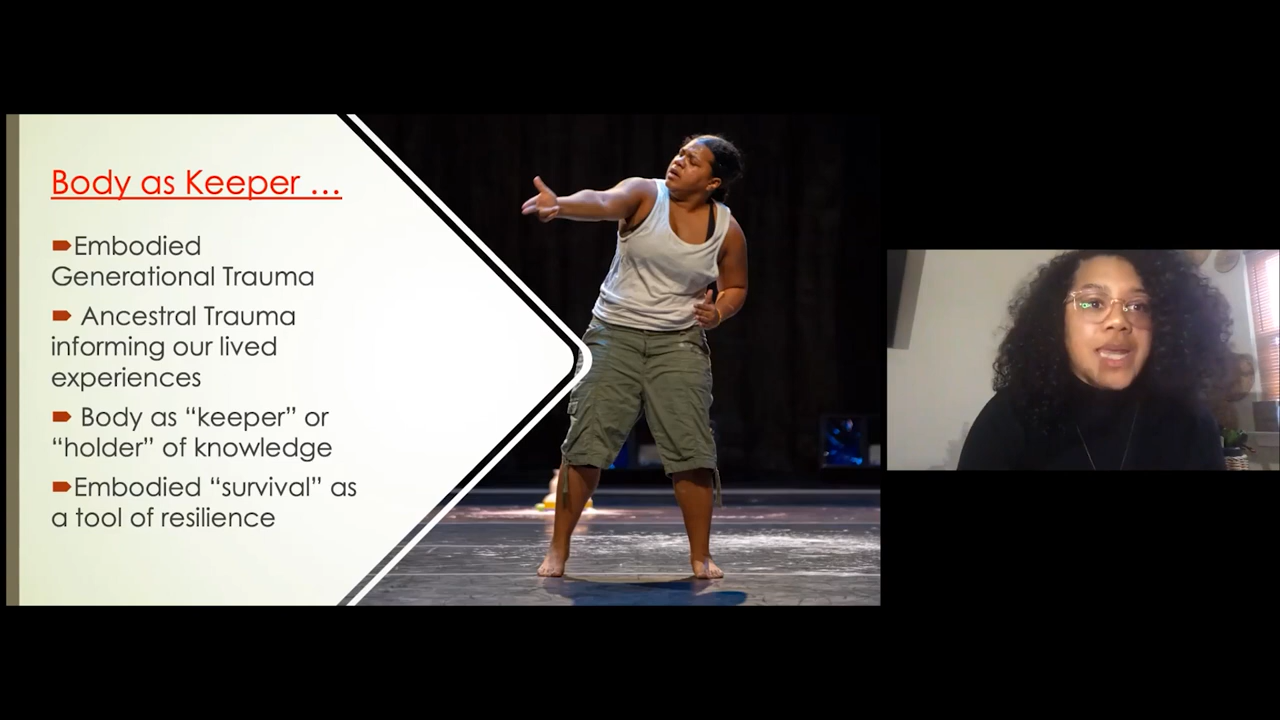 Body as Keeper …
Embodied
Generational Trauma
Ancestral Trauma
informing our lived
experiences
Body as “keeper” or
“holder” of knowledge
Embodied “survival” as
a tool of resilience